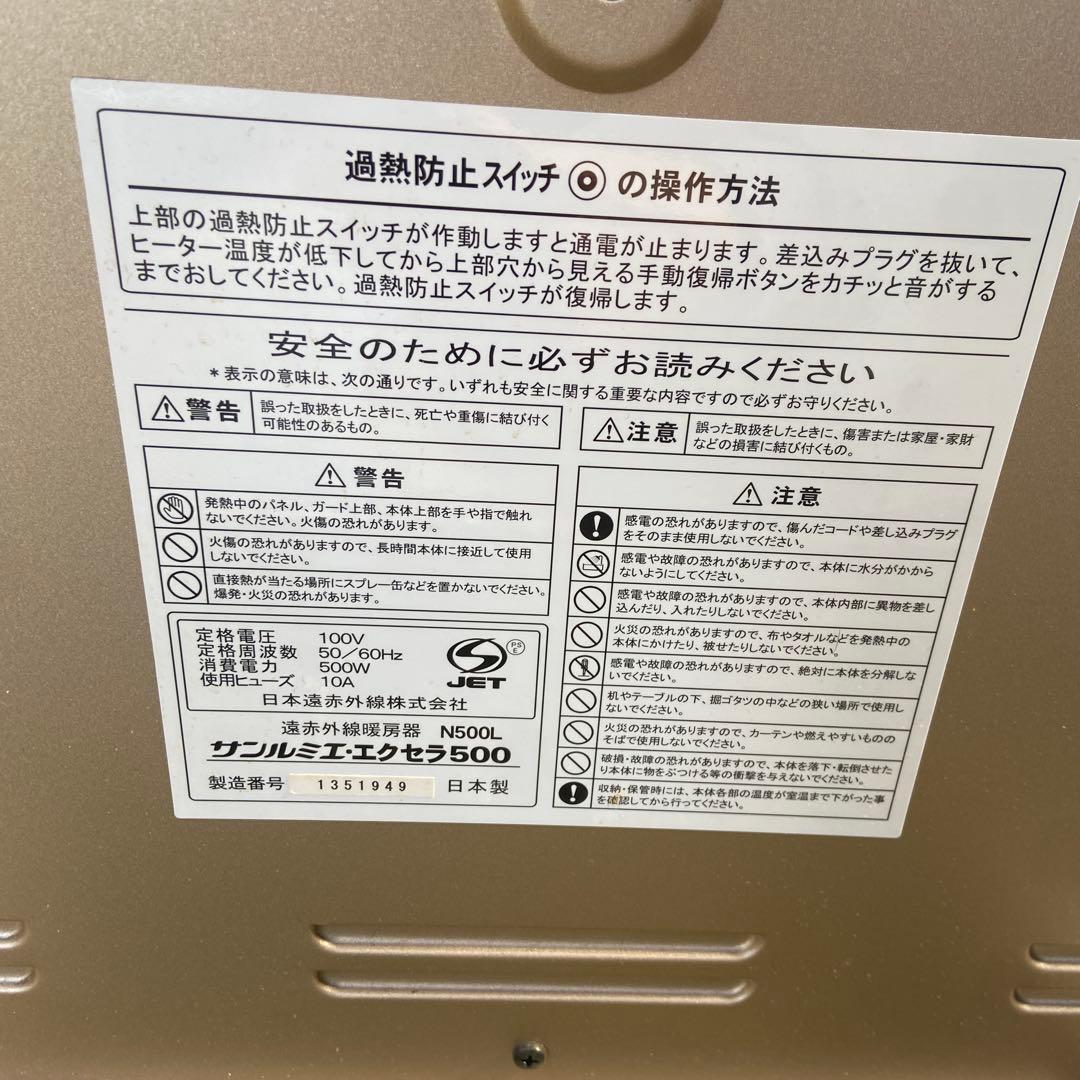 過熱防止スイッチ◎の操作方法
上部の過熱防止スイッチが作動しますと通電が止まります。差込みプラグを抜いて、
ヒーター温度が低下してから上部穴から見える手動復帰ボタンをカチッと音がする
までおしてください。過熱防止スイッチが復帰します。
安全のために必ずお読みください
*表示の意味は、次の通りです。いずれも安全に関する重要な内容ですので必ずお守りください。
⚠警告
誤った取扱をしたときに、死亡や重傷に結び付く
可能性のあるもの。
⚠注意
誤った取扱をしたときに、傷害または家屋・家財
などの損害に結び付くもの。
⚠警告
発熱中のパネル、ガード上部、本体上部を手や指で触れ
ないでください。火傷の恐れがあります。
火傷の恐れがありますので、長時間本体に接近して使用
しないでください。
直接熱が当たる場所にスプレー缶などを置かないでください。
爆発・火災の恐れがあります。
⚠注意
感電の恐れがありますので、傷んだコードや差し込みプラグ
をそのまま使用しないでください。
感電や故障の恐れがありますので、本体に水分がかから
ないようにしてください。
感電や故障の恐れがありますので、本体内部に異物を差し
込んだり、入れたりしないでください。
火災の恐れがありますので、布やタオルなどを発熱中の
本体にかけたり、被せたりしないでください。
感電や故障の恐れがありますので、絶対に本体を分解しな
いでください。
机やテーブルの下、掘ゴタツの中などの狭い場所で使用し
ないでください。
火災の恐れがありますので、カーテンや燃えやすいものの
そばで使用しないでください。
破損・故障の恐れがありますので、本体を落下・転倒させた
り本体に物をぶつける等の衝撃を与えないでください。
収納・保管時には、本体各部の温度が室温まで下がった事
を確認してから行ってください。
定格電圧 100V
定格周波数 50/60Hz
消費電力 500W
使用ヒューズ 10A
JET
PS
E
日本遠赤外線株式会社
遠赤外線暖房器 N500L
サンルミエ・エクセラ500
製造番号 1351949 日本製